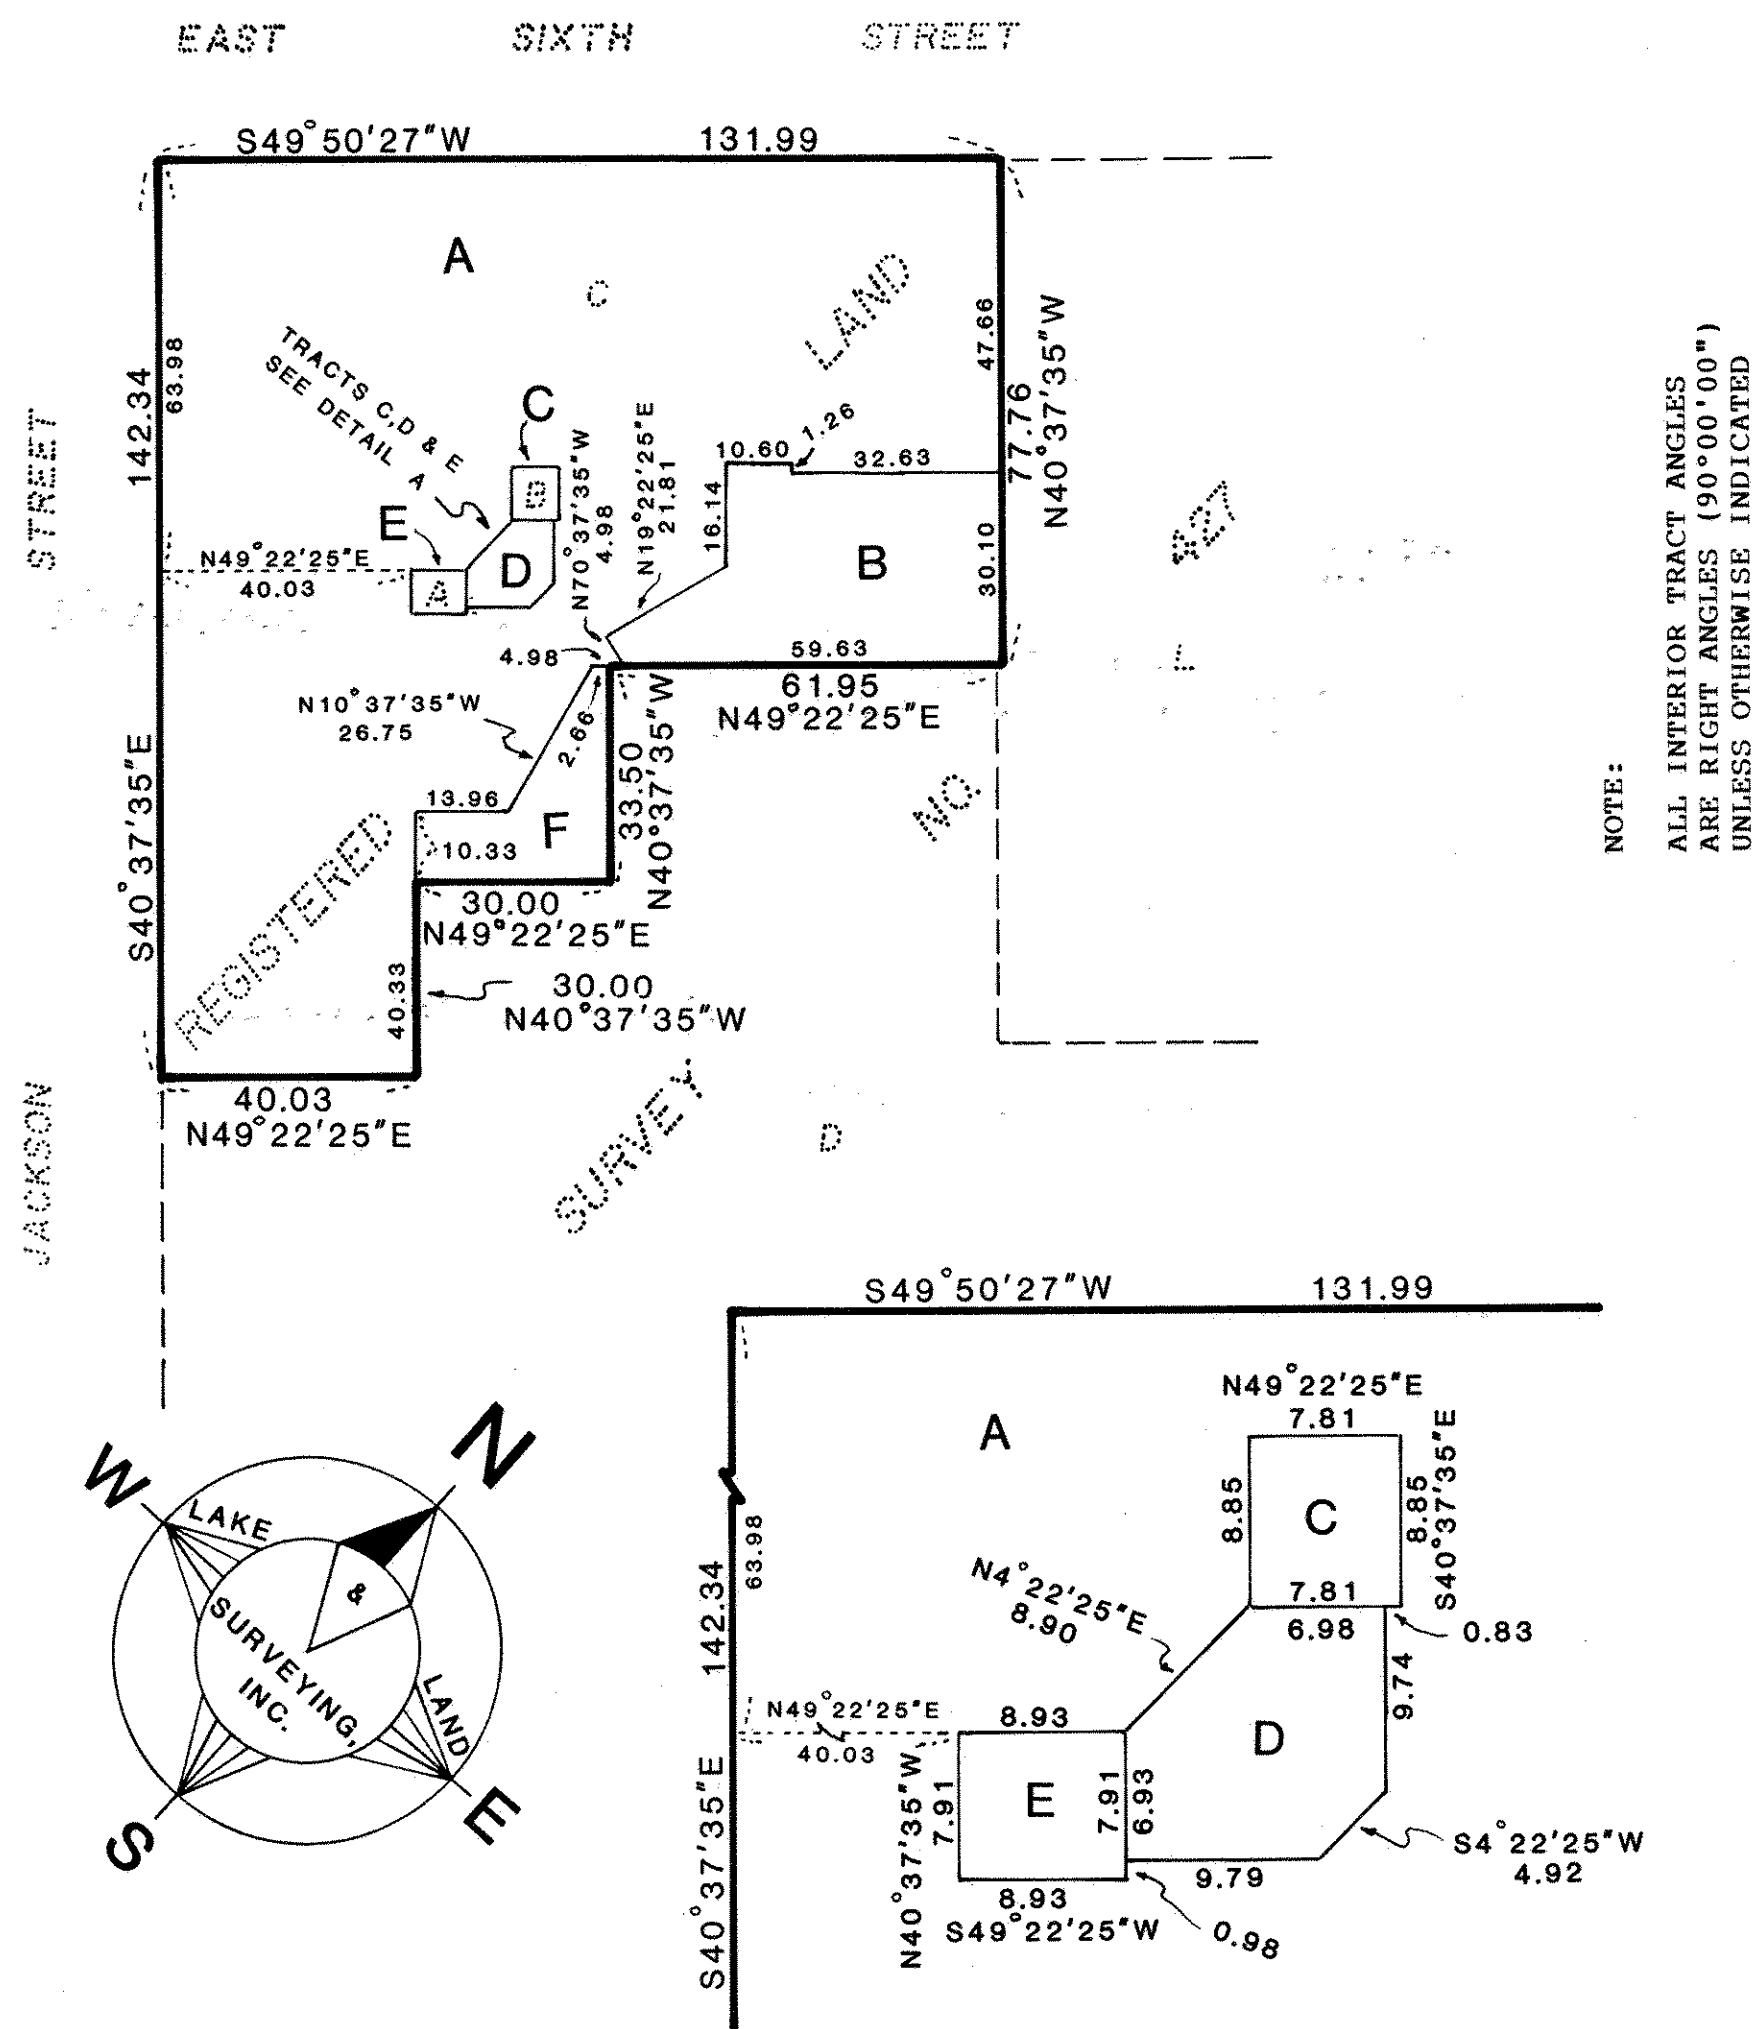 EAST SIXTH STREET
S49°50'27"W 131.99
A
C
LAND
47.66
77.76
N40°37'35"W
142.34
63.98
STREET
TRACTS C,D & E
SEE DETAIL A
C
B
E
D
A
N49°22'25"E
40.03
N70°37'35"W
4.98
N19°22'25"E
21.81
10.60
1.26
32.63
16.14
B
30.10
427
59.63
61.95
N49°22'25"E
L
4.98
N10°37'35"W
26.75
2.66
33.50
N40°37'35"W
13.96
F
10.33
30.00
N49°22'25"E
NO.
S40°37'35"E
REGISTERED
40.33
30.00
N40°37'35"W
40.03
N49°22'25"E
JACKSON
SURVEY
D
NOTE:
ALL INTERIOR TRACT ANGLES
ARE RIGHT ANGLES (90°00'00")
UNLESS OTHERWISE INDICATED
N
W
S
E
LAKE
&
LAND
SURVEYING,
INC.
S49°50'27"W 131.99
A
N49°22'25"E
7.81
8.85
C
8.85
S40°37'35"E
7.81
6.98
0.83
63.98
142.34
N4°22'25"E
8.90
9.74
N49°22'25"E
40.03
8.93
D
N40°37'35"W
7.91
E
7.91
6.93
S4°22'25"W
4.92
9.79
8.93
S49°22'25"W
0.98
S40°37'35"E